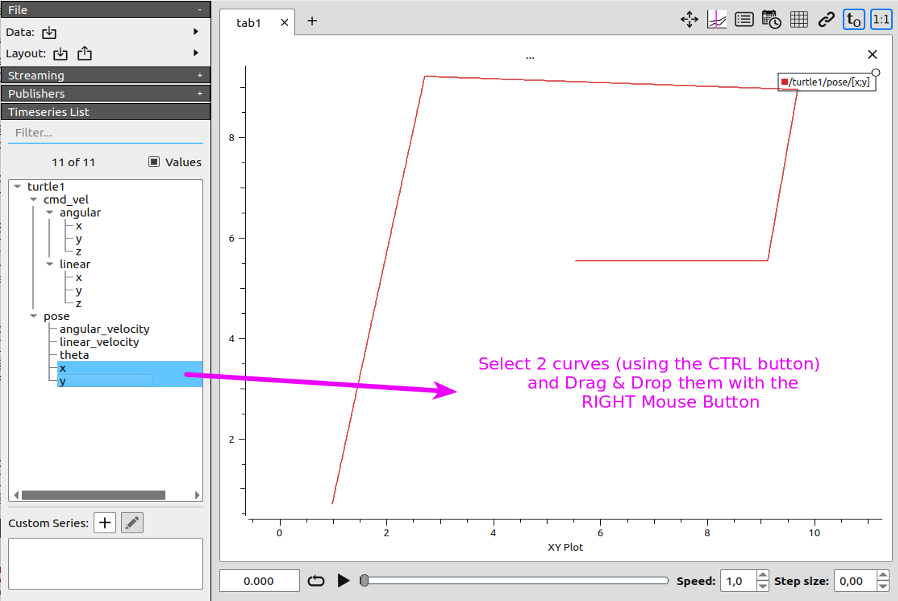 File -
Data:
Layout:
Streaming +
Publishers +
Timeseries List
Filter...
11 of 11 Values
turtle1
cmd_vel
angular
x
y
z
linear
x
y
z
pose
angular_velocity
linear_velocity
theta
x
y
Custom Series:
tab1
t0 1:1
...
/turtle1/pose/[x;y]
8
6
4
2
0 2 4 6 8 10
XY Plot
Select 2 curves (using the CTRL button)
and Drag & Drop them with the
RIGHT Mouse Button
0.000 Speed: 1,0 Step size: 0,00